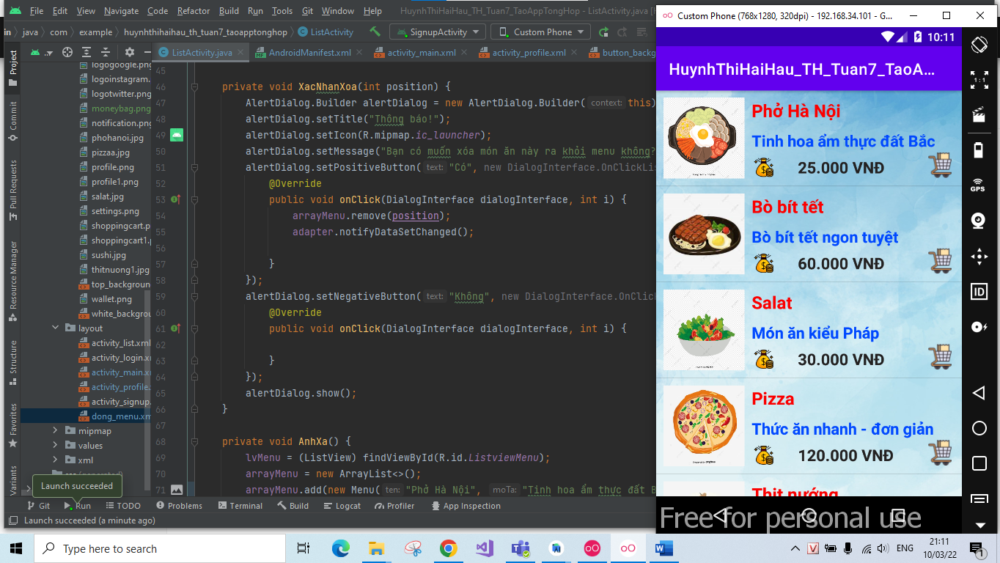 File Edit View Navigate Code Refactor Build Run Tools Git Window Help HuynhThiHaiHau_TH_Tuan7_TaoAppTongHop - ListActivity.java
in java com example huynhthihaihau_th_tuan7_taoapptonghop ListActivity SignupActivity Custom Phone
Project
Commit
Pull Requests
Resource Manager
Structure
Favorites
Variants
ListActivity.java AndroidManifest.xml activity_main.xml activity_profile.xml button_backg
logogoogle.png
logoinstagram.
logotwitter.png
moneybag.png
notification.png
phohanoi.jpg
pizzaa.jpg
profile.png
profile1.png
salat.jpg
settings.png
shoppingcart.p
shoppingcart1.p
sushi.jpg
thitnuong1.jpg
top_backgroun
wallet.png
white_backgrou
layout
activity_list.xml
activity_login.x
activity_main.x
activity_profile.
activity_signup.
dong_menu.xm
mipmap
values
xml
Launch succeeded
45
46 private void XacNhanXoa(int position) {
47 AlertDialog.Builder alertDialog = new AlertDialog.Builder( context: this)
48 alertDialog.setTitle("Thông báo!");
49 alertDialog.setIcon(R.mipmap.ic_launcher);
50 alertDialog.setMessage("Bạn có muốn xóa món ăn này ra khỏi menu không?
51 alertDialog.setPositiveButton( text: "Có", new DialogInterface.OnClickLis
52 @Override
53 public void onClick(DialogInterface dialogInterface, int i) {
54 arrayMenu.remove(position);
55 adapter.notifyDataSetChanged();
56
57 }
58 });
59 alertDialog.setNegativeButton( text: "Không", new DialogInterface.OnClick
60 @Override
61 public void onClick(DialogInterface dialogInterface, int i) {
62
63 }
64 });
65 alertDialog.show();
66 }
67
68 private void AnhXa() {
69 lvMenu = (ListView) findViewById(R.id.ListviewMenu);
70 arrayMenu = new ArrayList<>();
71 arrayMenu.add(new Menu( ten: "Phở Hà Nội", moTa: "Tinh hoa ẩm thực đất B
Git Run TODO Problems Terminal Build Logcat Profiler App Inspection
Launch succeeded (a minute ago)
Custom Phone (768x1280, 320dpi) - 192.168.34.101 - G...
10:11
HuynhThiHaiHau_TH_Tuan7_TaoA...
Phở Hà Nội
Tinh hoa ẩm thực đất Bắc
25.000 VNĐ
Bò bít tết
Bò bít tết ngon tuyệt
60.000 VNĐ
Salat
Món ăn kiểu Pháp
30.000 VNĐ
Pizza
Thức ăn nhanh - đơn giản
120.000 VNĐ
Thịt nướng
Free for personal use
1:1
GPS
ID
Type here to search
ENG
21:11
10/03/22
1